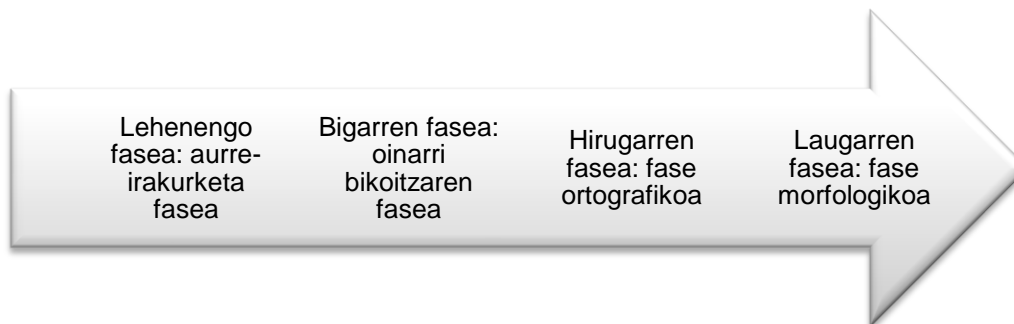 Lehenengo
fasea: aurre-
irakurketa
fasea
Bigarren fasea:
oinarri
bikoitzaren
fasea
Hirugarren
fasea: fase
ortografikoa
Laugarren
fasea: fase
morfologikoa